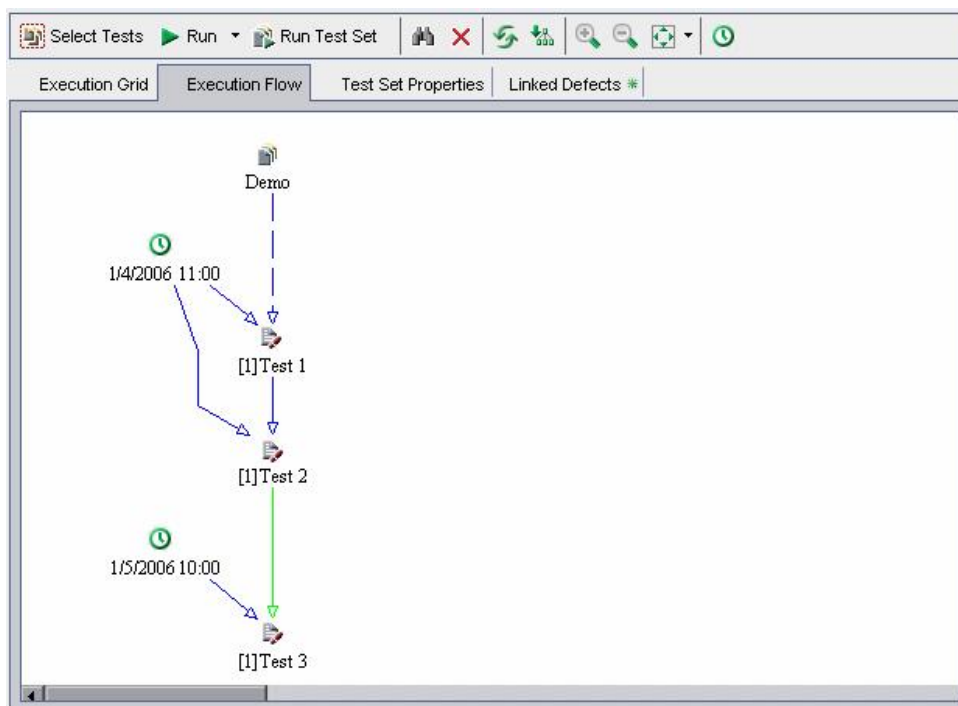 Select Tests Run Run Test Set
Execution Grid Execution Flow Test Set Properties Linked Defects *
Demo
1/4/2006 11:00
[1]Test 1
[1]Test 2
1/5/2006 10:00
[1]Test 3